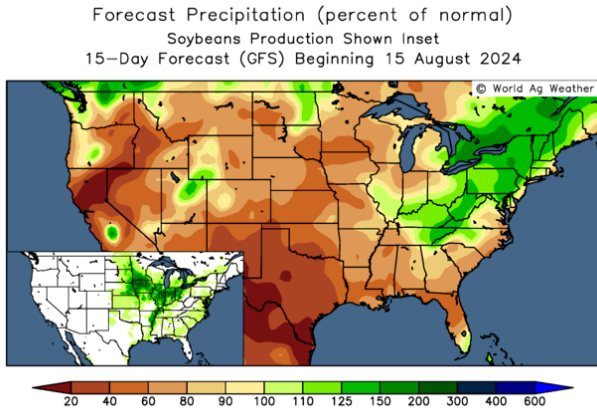 Forecast Precipitation (percent of normal)
Soybeans Production Shown Inset
15-Day Forecast (GFS) Beginning 15 August 2024
© World Ag Weather
20 40 60 80 90 100 110 125 150 200 300 400 600